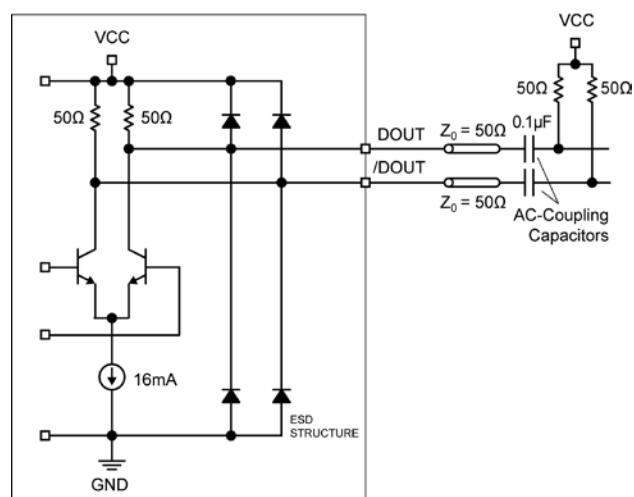 VCC
VCC
50Ω
50Ω
50Ω
50Ω
DOUT
Z0 = 50Ω
0.1µF
/DOUT
Z0 = 50Ω
AC-Coupling
Capacitors
16mA
ESD
STRUCTURE
GND